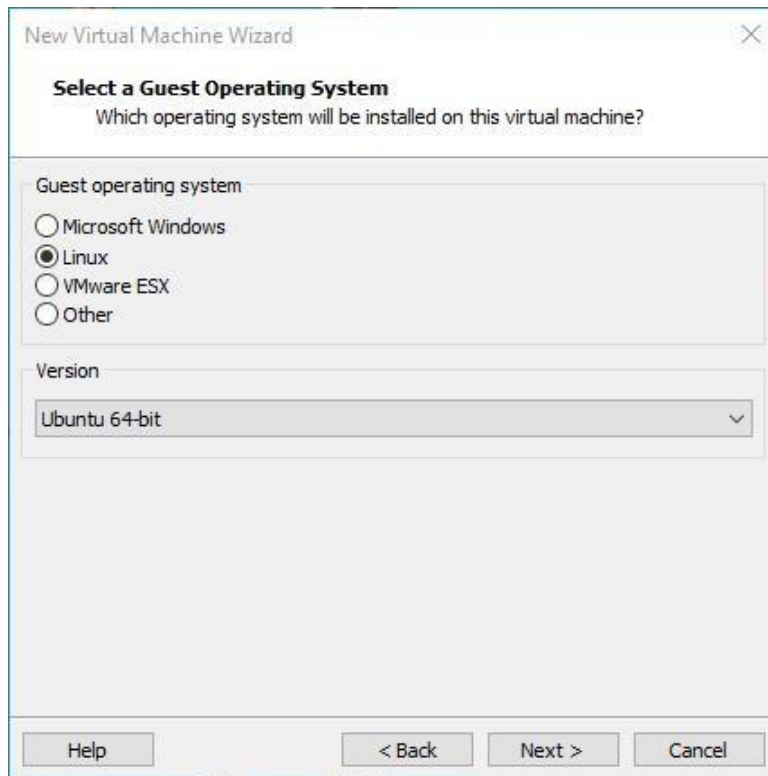 New Virtual Machine Wizard
Select a Guest Operating System
Which operating system will be installed on this virtual machine?
Guest operating system
Microsoft Windows
Linux
VMware ESX
Other
Version
Ubuntu 64-bit
Help < Back Next > Cancel